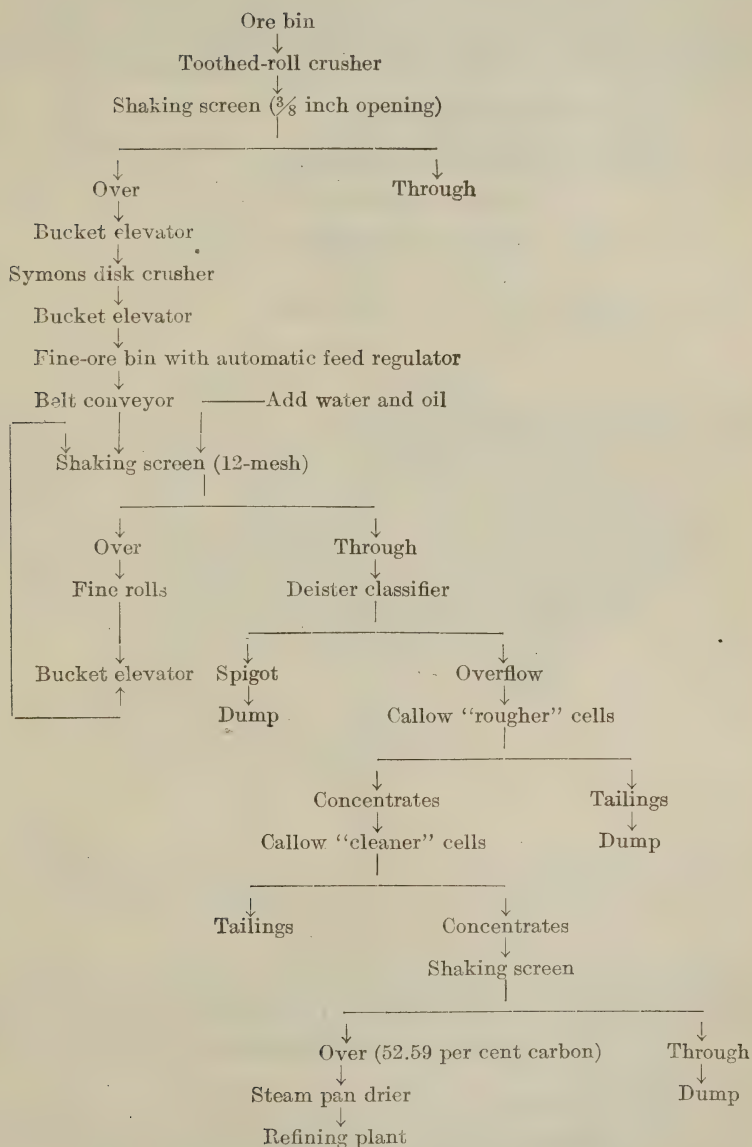 Ore bin
Toothed-roll crusher
Shaking screen (⅜ inch opening)
Over Through
Bucket elevator
Symons disk crusher
Bucket elevator
Fine-ore bin with automatic feed regulator
Belt conveyor Add water and oil
Shaking screen (12-mesh)
Over Through
Fine rolls Deister classifier
Bucket elevator Spigot Overflow
Dump Callow “rougher” cells
Concentrates Tailings
Callow “cleaner” cells Dump
Tailings Concentrates
Shaking screen
Over (52.59 per cent carbon) Through
Steam pan drier Dump
Refining plant